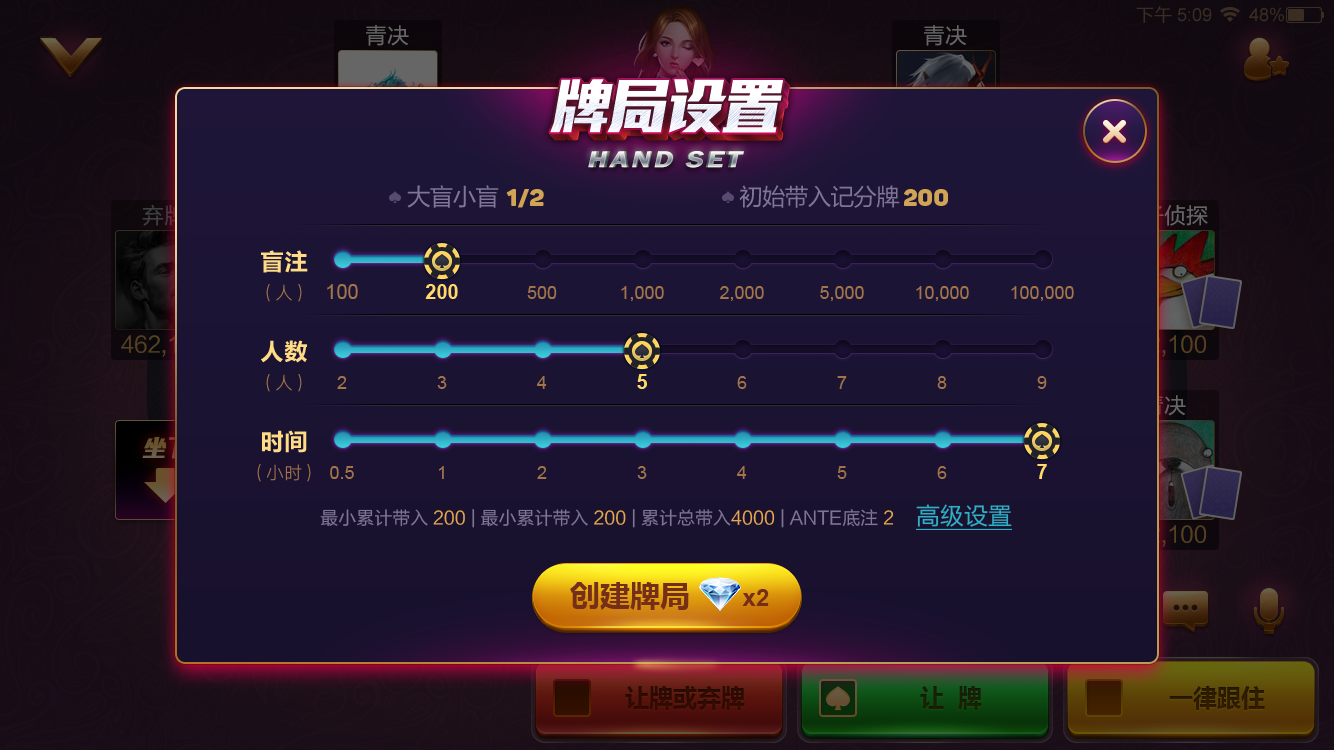 下午 5:09 48%
青决 青决
牌局设置
HAND SET
大盲小盲 1/2 初始带入记分牌 200
盲注
(人) 100 200 500 1,000 2,000 5,000 10,000 100,000
人数
(人) 2 3 4 5 6 7 8 9
时间
(小时) 0.5 1 2 3 4 5 6 7
最小累计带入 200 | 最小累计带入 200 | 累计总带入4000 | ANTE底注 2 高级设置
创建牌局 x2
弃牌
侦探
462,
,100
决
坐
,100
让牌或弃牌 让 牌 一律跟住